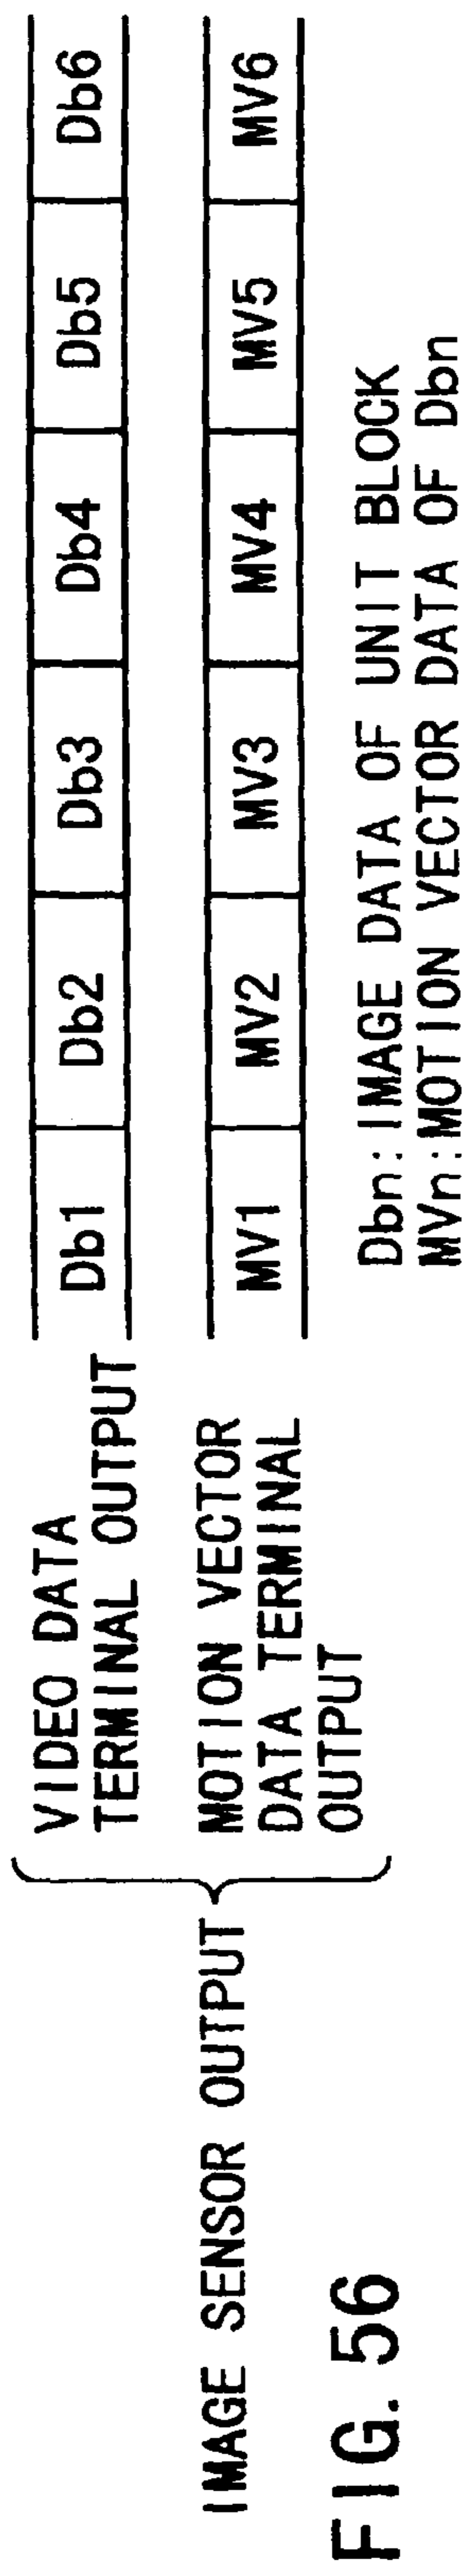 IMAGE SENSOR OUTPUT
VIDEO DATA
TERMINAL OUTPUT
Db1 Db2 Db3 Db4 Db5 Db6
MOTION VECTOR
DATA TERMINAL
OUTPUT
MV1 MV2 MV3 MV4 MV5 MV6
Dbn:IMAGE DATA OF UNIT BLOCK
MVn:MOTION VECTOR DATA OF Dbn
FIG. 56